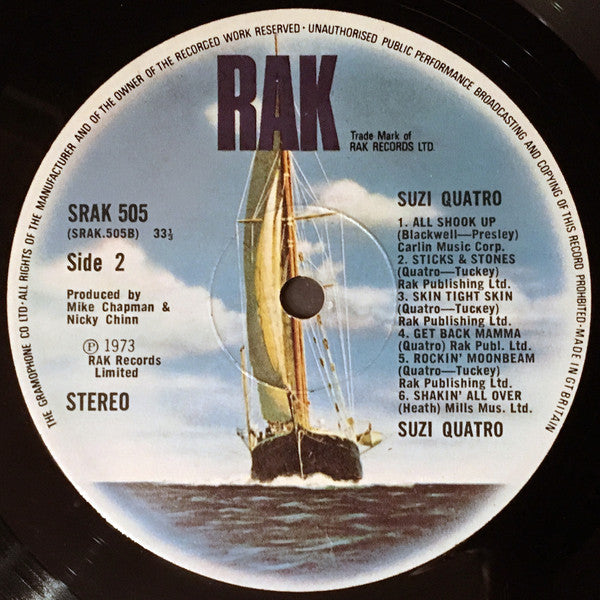 THE GRAMOPHONE CO LTD·ALL RIGHTS OF THE MANUFACTURER AND OF THE OWNER OF THE RECORDED WORK RESERVED · UNAUTHORISED PUBLIC PERFORMANCE BROADCASTING AND COPYING OF THIS RECORD PROHIBITED·MADE IN GT BRITAIN
RAK
Trade Mark of
RAK RECORDS LTD.
SRAK 505
(SRAK.505B) 33⅓
Side 2
Produced by
Mike Chapman &
Nicky Chinn
Ⓟ 1973
RAK Records
Limited
STEREO
SUZI QUATRO
1. ALL SHOOK UP
(Blackwell—Presley)
Carlin Music Corp.
2. STICKS & STONES
(Quatro—Tuckey)
Rak Publishing Ltd.
3. SKIN TIGHT SKIN
(Quatro—Tuckey)
Rak Publishing Ltd.
4. GET BACK MAMMA
(Quatro) Rak Publ. Ltd.
5. ROCKIN' MOONBEAM
(Quatro—Tuckey)
Rak Publishing Ltd.
6. SHAKIN' ALL OVER
(Heath) Mills Mus. Ltd.
SUZI QUATRO